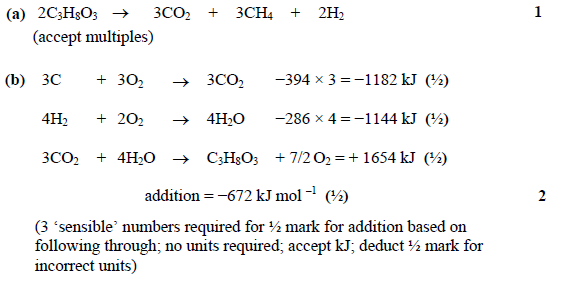 (a) 2C₃H₈O₃ → 3CO₂ + 3CH₄ + 2H₂ 1
(accept multiples)
(b) 3C + 3O₂ → 3CO₂ −394 × 3 = −1182 kJ (½)
4H₂ + 2O₂ → 4H₂O −286 × 4 = −1144 kJ (½)
3CO₂ + 4H₂O → C₃H₈O₃ + 7/2 O₂ = + 1654 kJ (½)
addition = −672 kJ mol⁻¹ (½) 2
(3 ‘sensible’ numbers required for ½ mark for addition based on
following through; no units required; accept kJ; deduct ½ mark for
incorrect units)